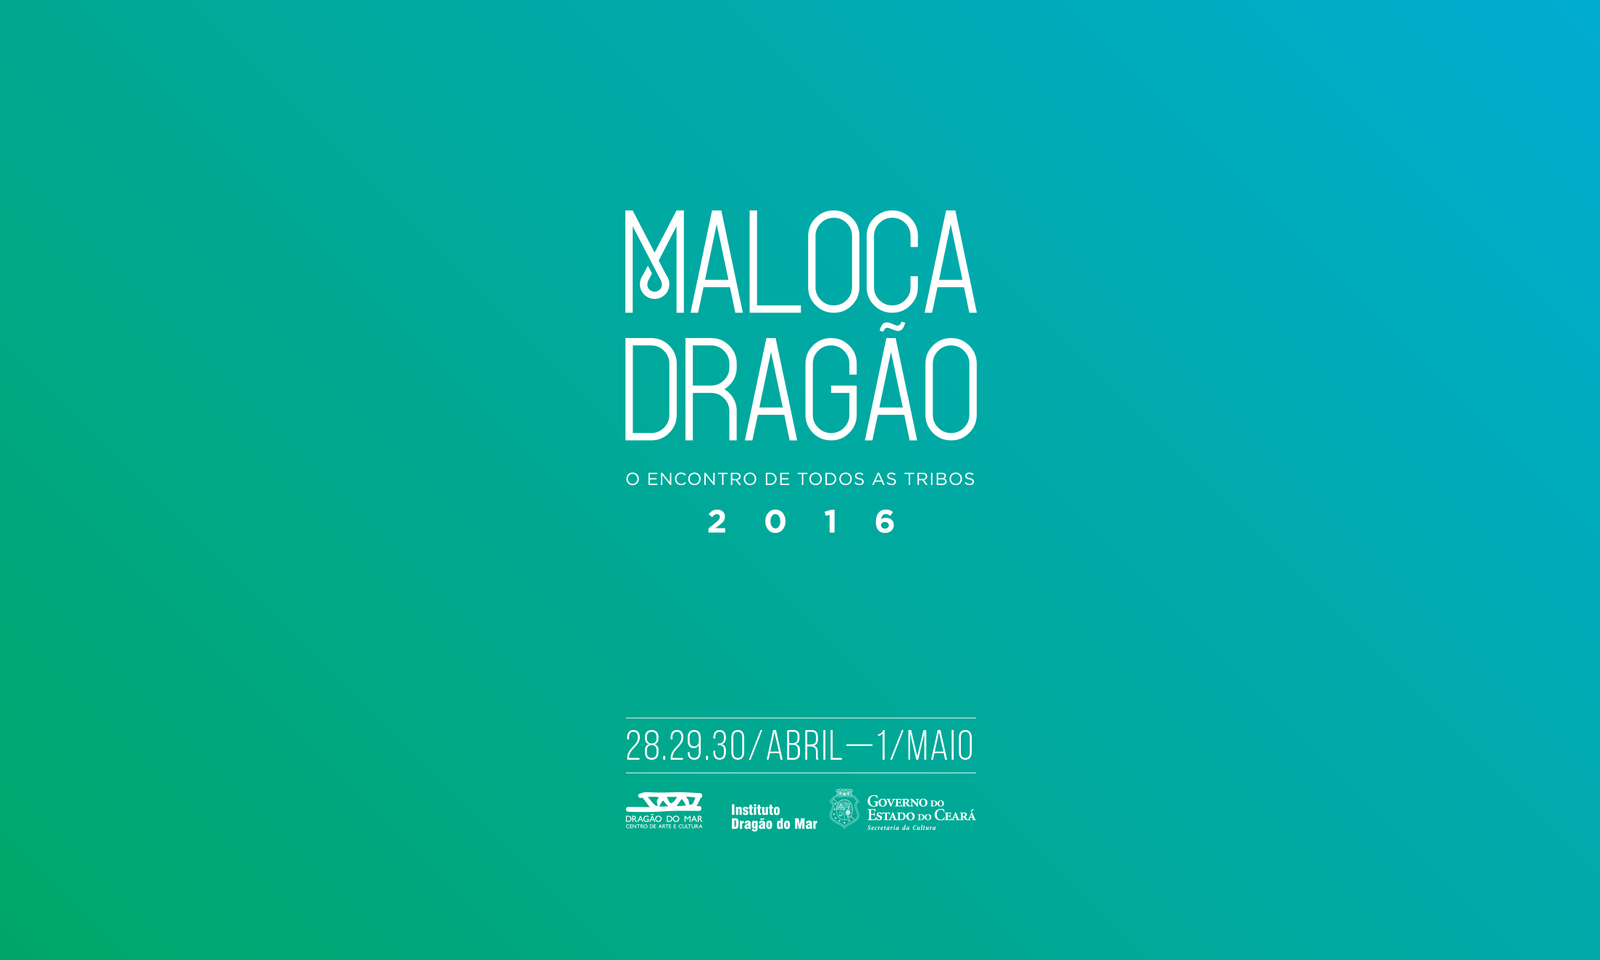 MALOCA
DRAGÃO
O ENCONTRO DE TODOS AS TRIBOS
2 0 1 6
28.29.30/ABRIL—1/MAIO
DRAGÃO DO MAR
CENTRO DE ARTE E CULTURA
Instituto
Dragão do Mar
GOVERNO DO
ESTADO DO CEARÁ
Secretaria da Cultura